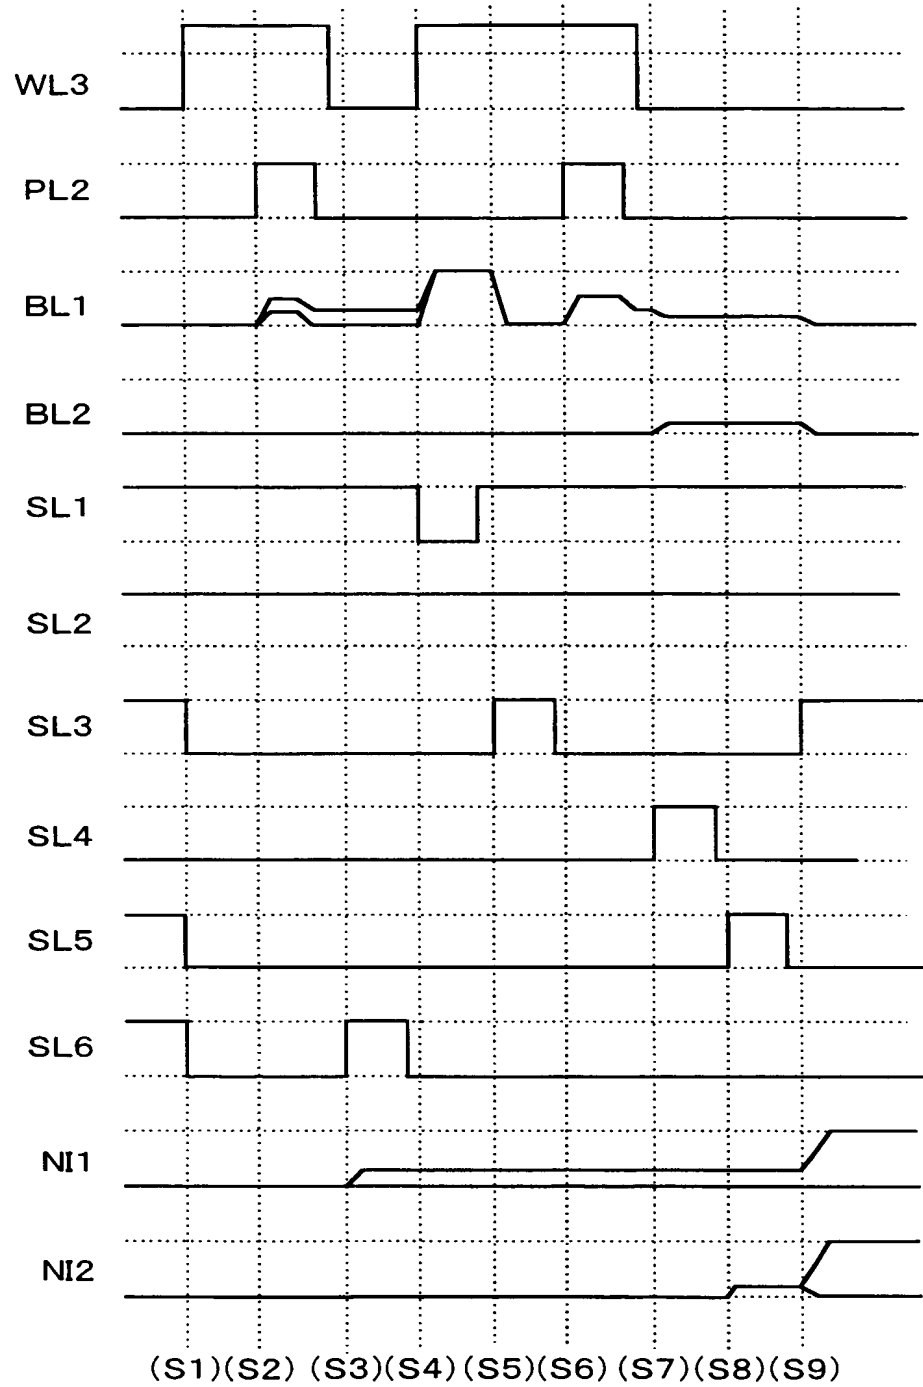 WL3
PL2
BL1
BL2
SL1
SL2
SL3
SL4
SL5
SL6
NI1
NI2
(S1)(S2) (S3)(S4) (S5)(S6) (S7)(S8)(S9)